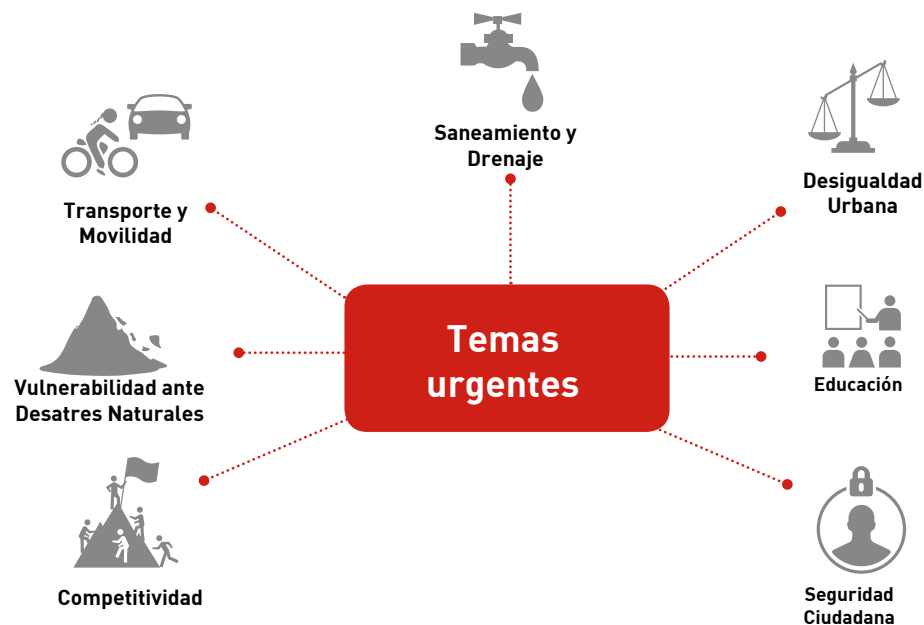 Saneamiento y
Drenaje
Transporte y
Movilidad
Desigualdad
Urbana
Temas
urgentes
Vulnerabilidad ante
Desatres Naturales
Educación
Competitividad
Seguridad
Ciudadana